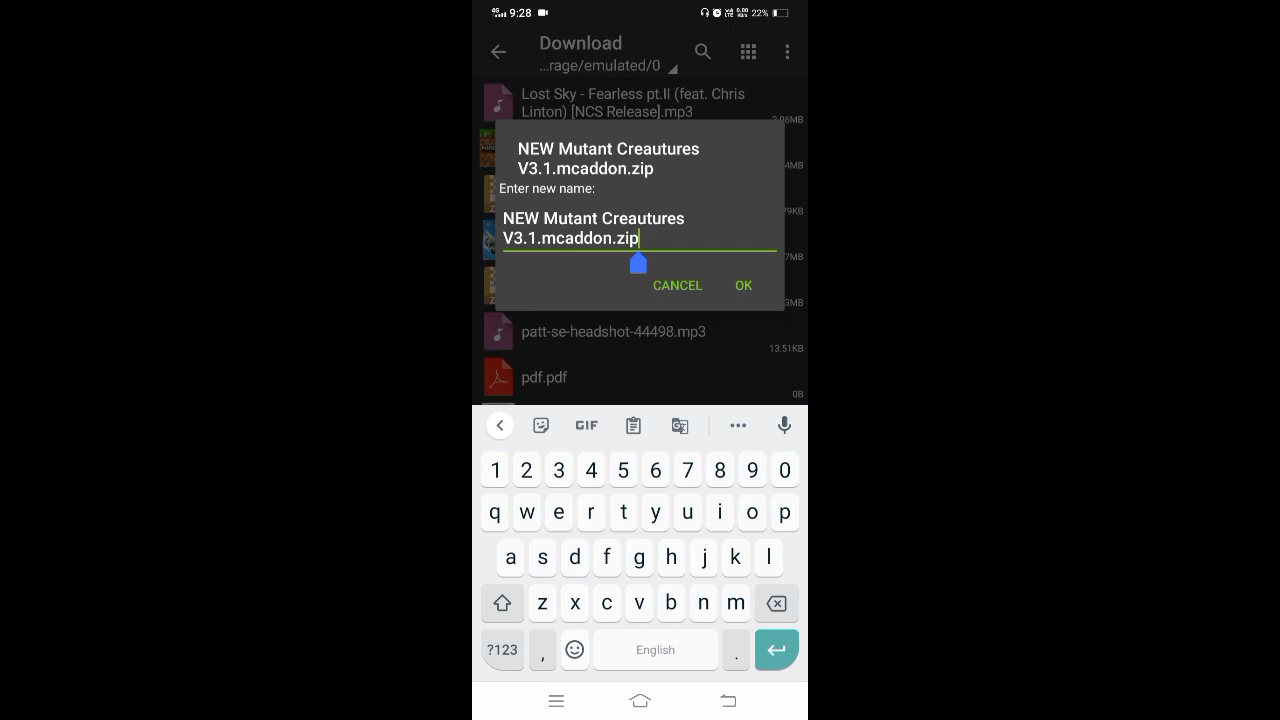 4G 9:28 22%
Download
...rage/emulated/0
Lost Sky - Fearless pt.II (feat. Chris
Linton) [NCS Release].mp3
2.06MB
NEW Mutant Creautures
V3.1.mcaddon.zip
Enter new name:
NEW Mutant Creautures
V3.1.mcaddon.zip
CANCEL OK
patt-se-headshot-44498.mp3
13.51KB
pdf.pdf
0B
GIF
1 2 3 4 5 6 7 8 9 0
q w e r t y u i o p
a s d f g h j k l
z x c v b n m
?123 , English .